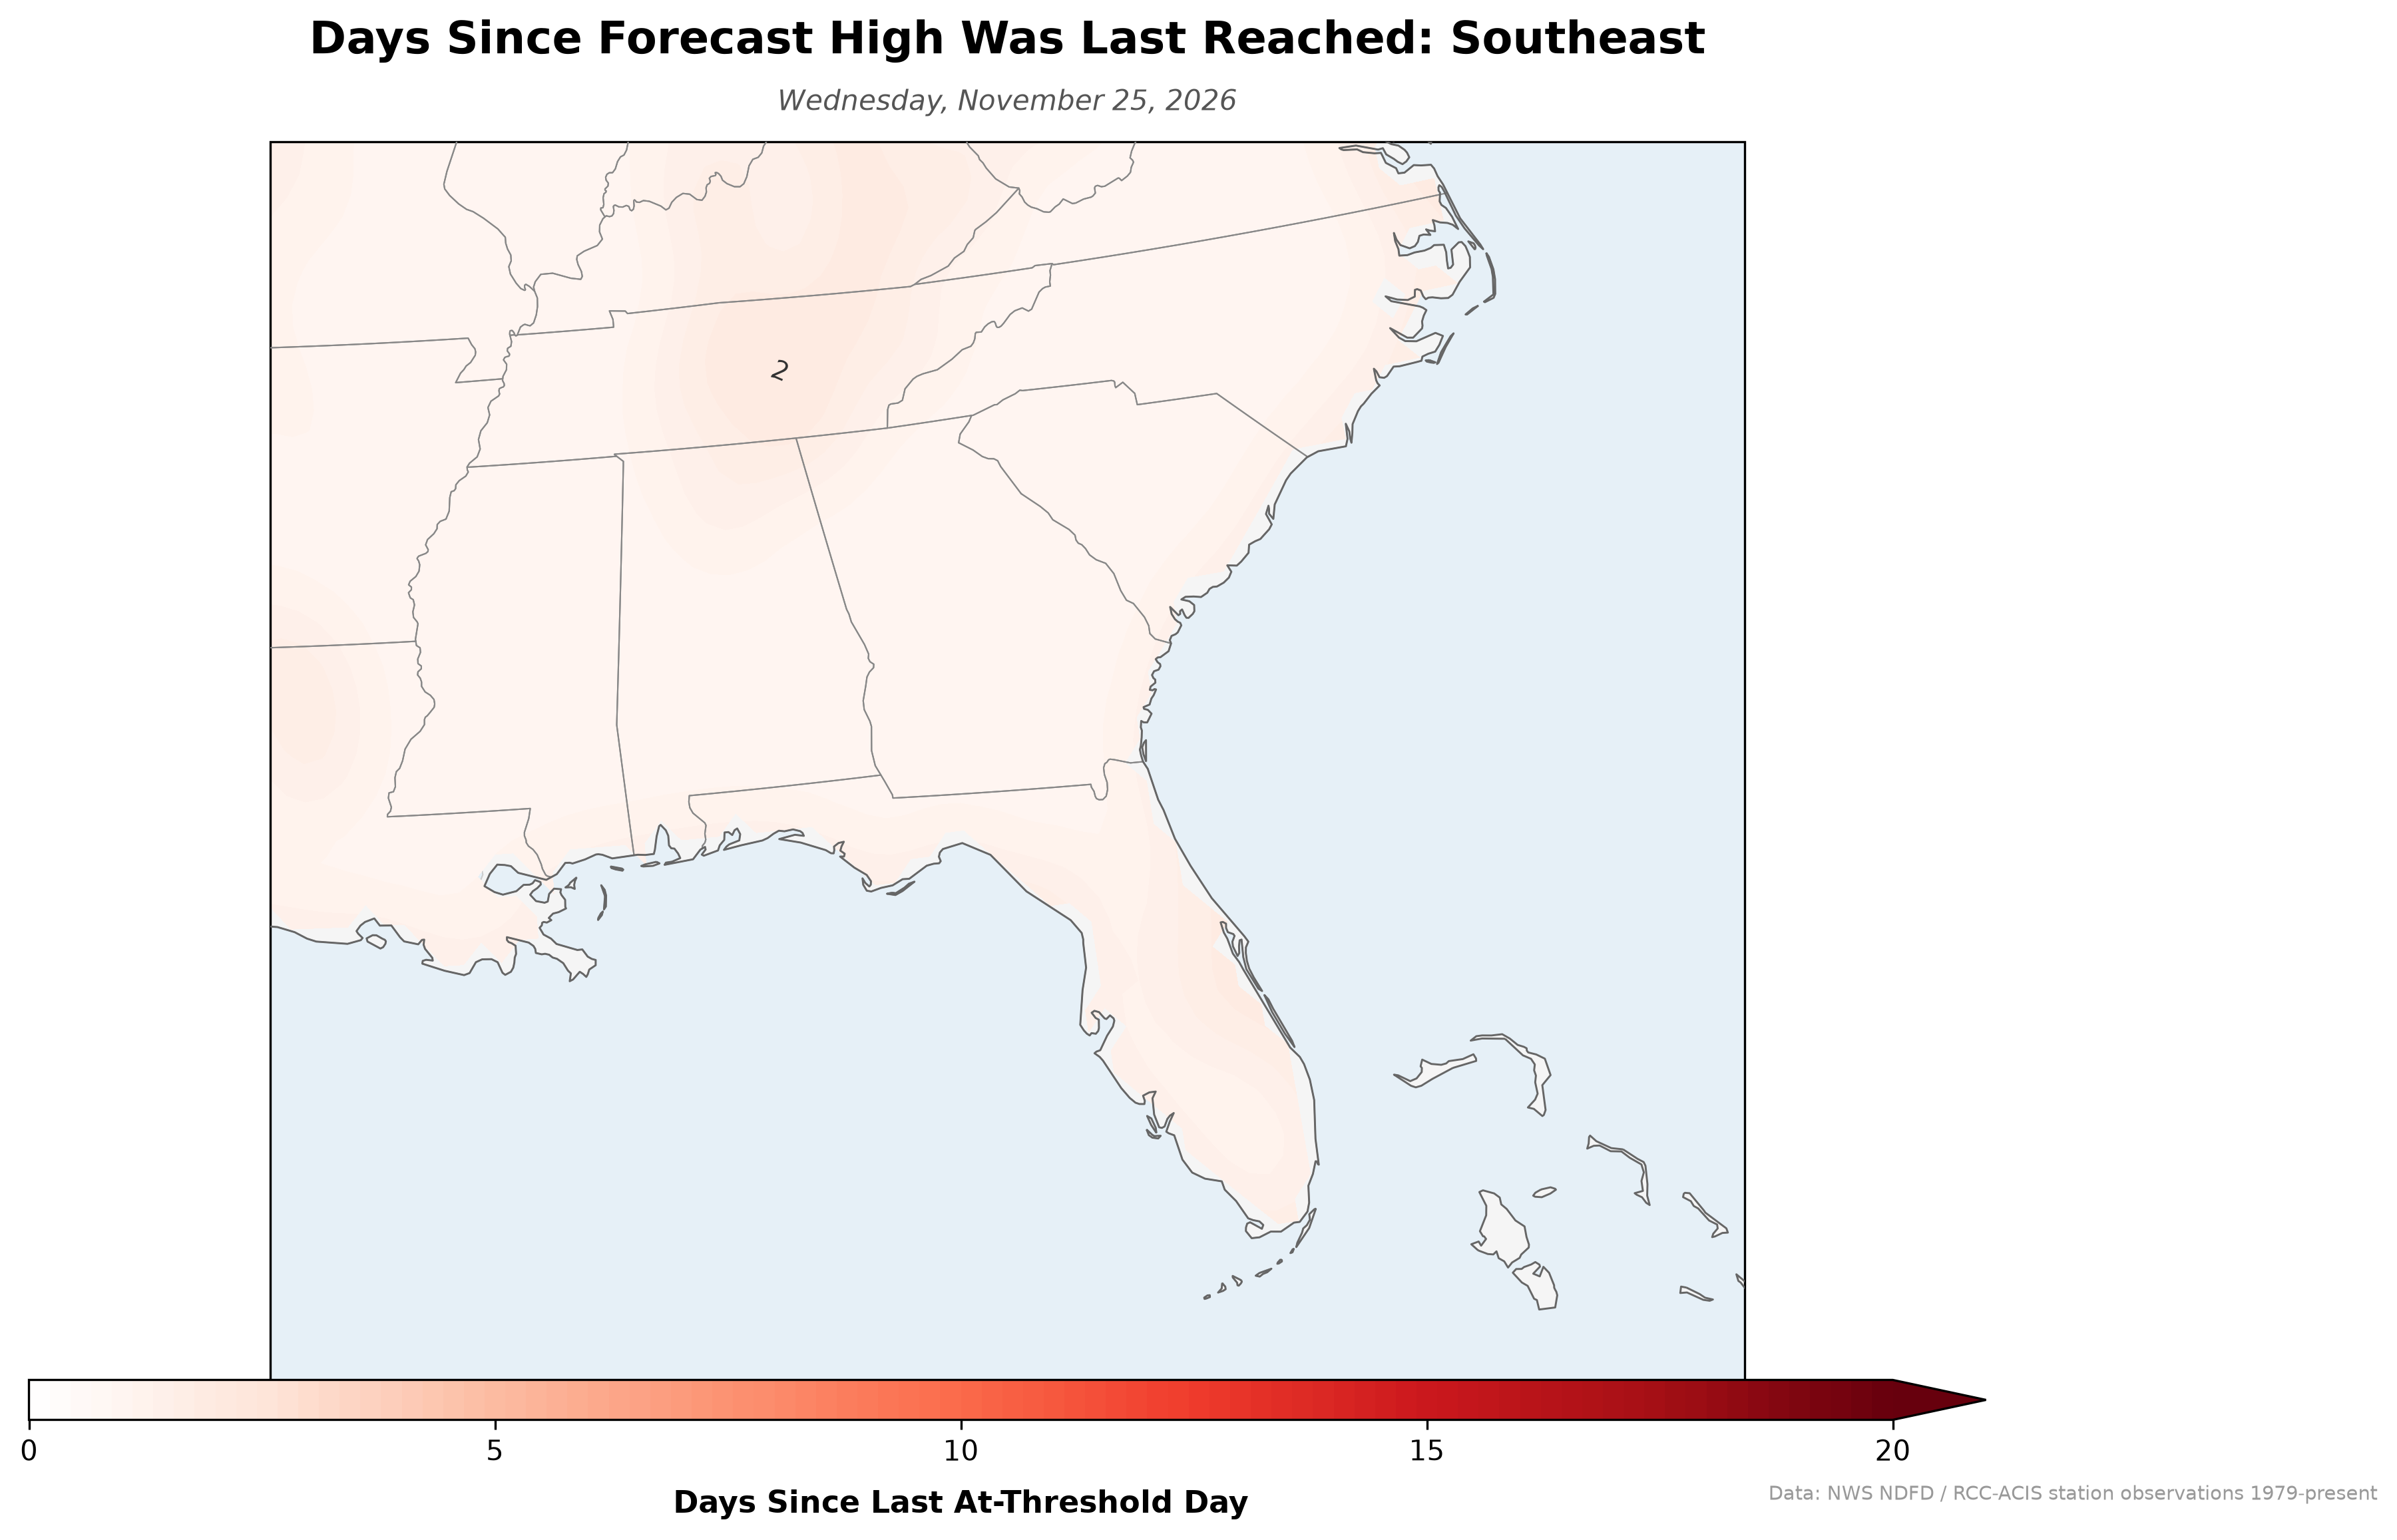 Days Since Forecast High Was Last Reached: Southeast
Wednesday, November 25, 2026
2
0 5 10 15 20
Days Since Last At-Threshold Day
Data: NWS NDFD / RCC-ACIS station observations 1979-present